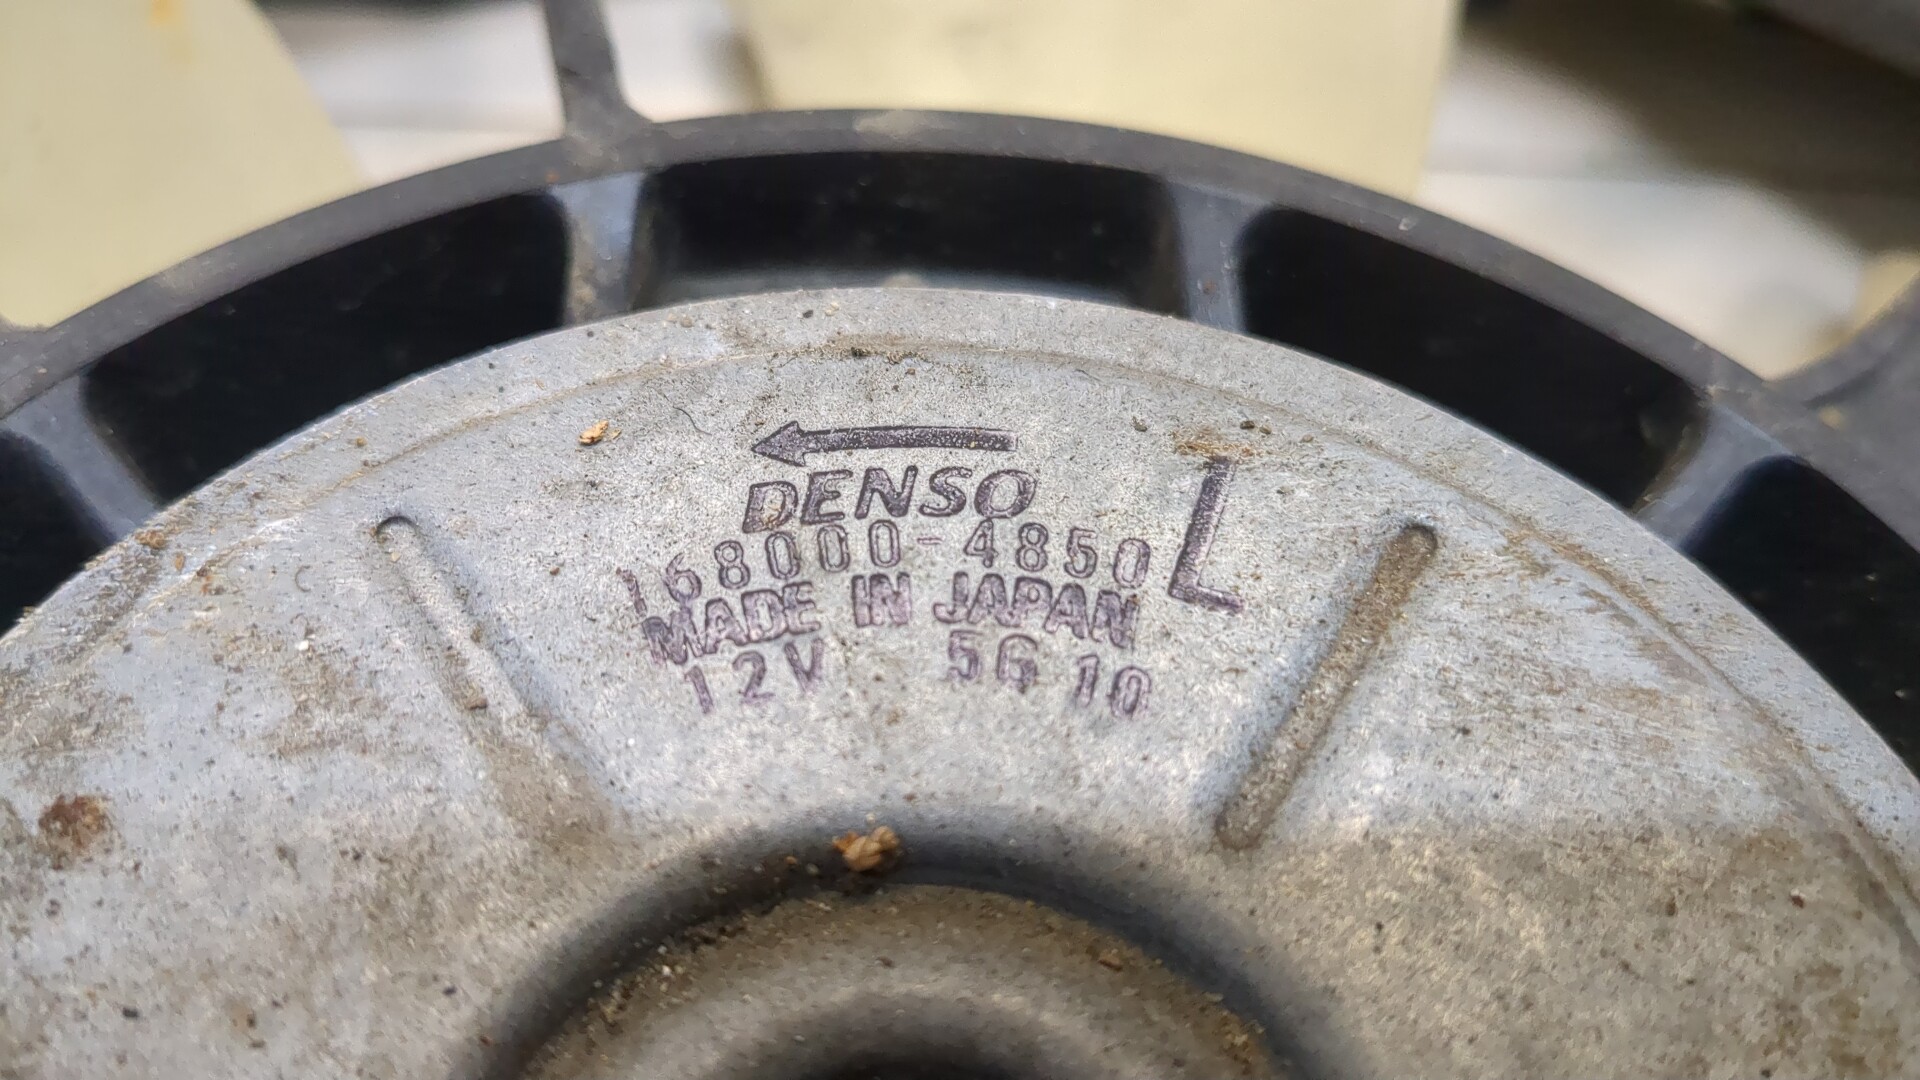 DENSO
168000-4850 L
MADE IN JAPAN
12V 5G 10